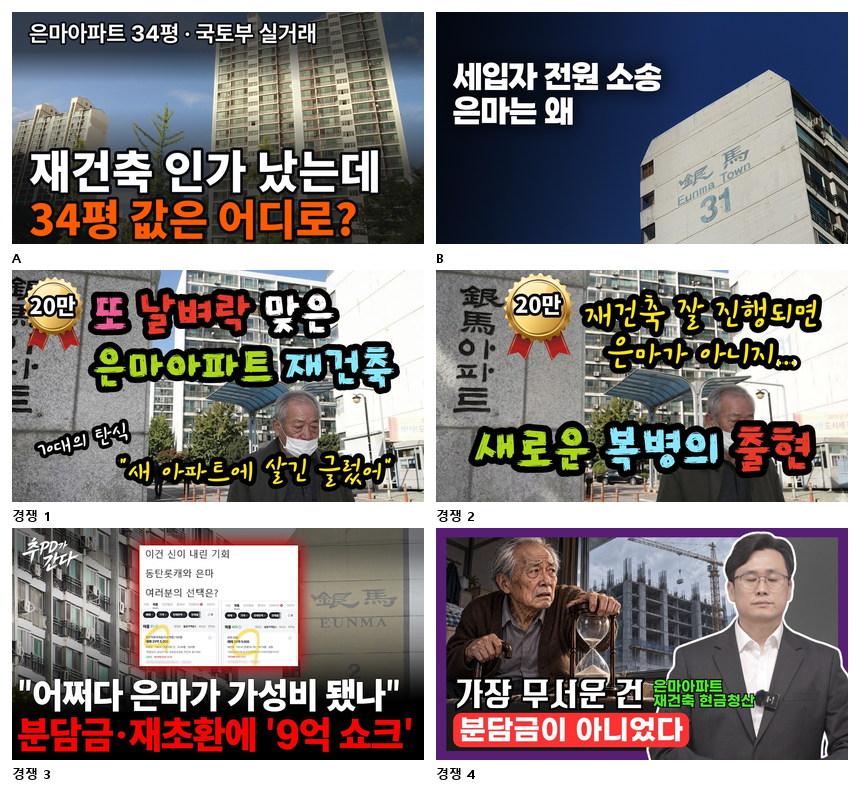 은마아파트 34평 · 국토부 실거래
재건축 인가 났는데
34평 값은 어디로?
A
세입자 전원 소송
은마는 왜
銀馬
Eunma Town
31
B
20만
또 날벼락 맞은
은마아파트 재건축
70대의 탄식
"새 아파트에 살긴 글렀어"
경쟁 1
銀馬아파트
20만
재건축 잘 진행되면
은마가 아니지...
새로운 복병의 출현
경쟁 2
추PD가
간다
이건 신이 내린 기회
동탄롯캐와 은마
여러분의 선택은?
銀馬
EUNMA
2
"어쩌다 은마가 가성비 됐나"
분담금·재초환에 '9억 쇼크'
경쟁 3
가장 무서운 건
은마아파트
재건축 현금청산
분담금이 아니었다
경쟁 4